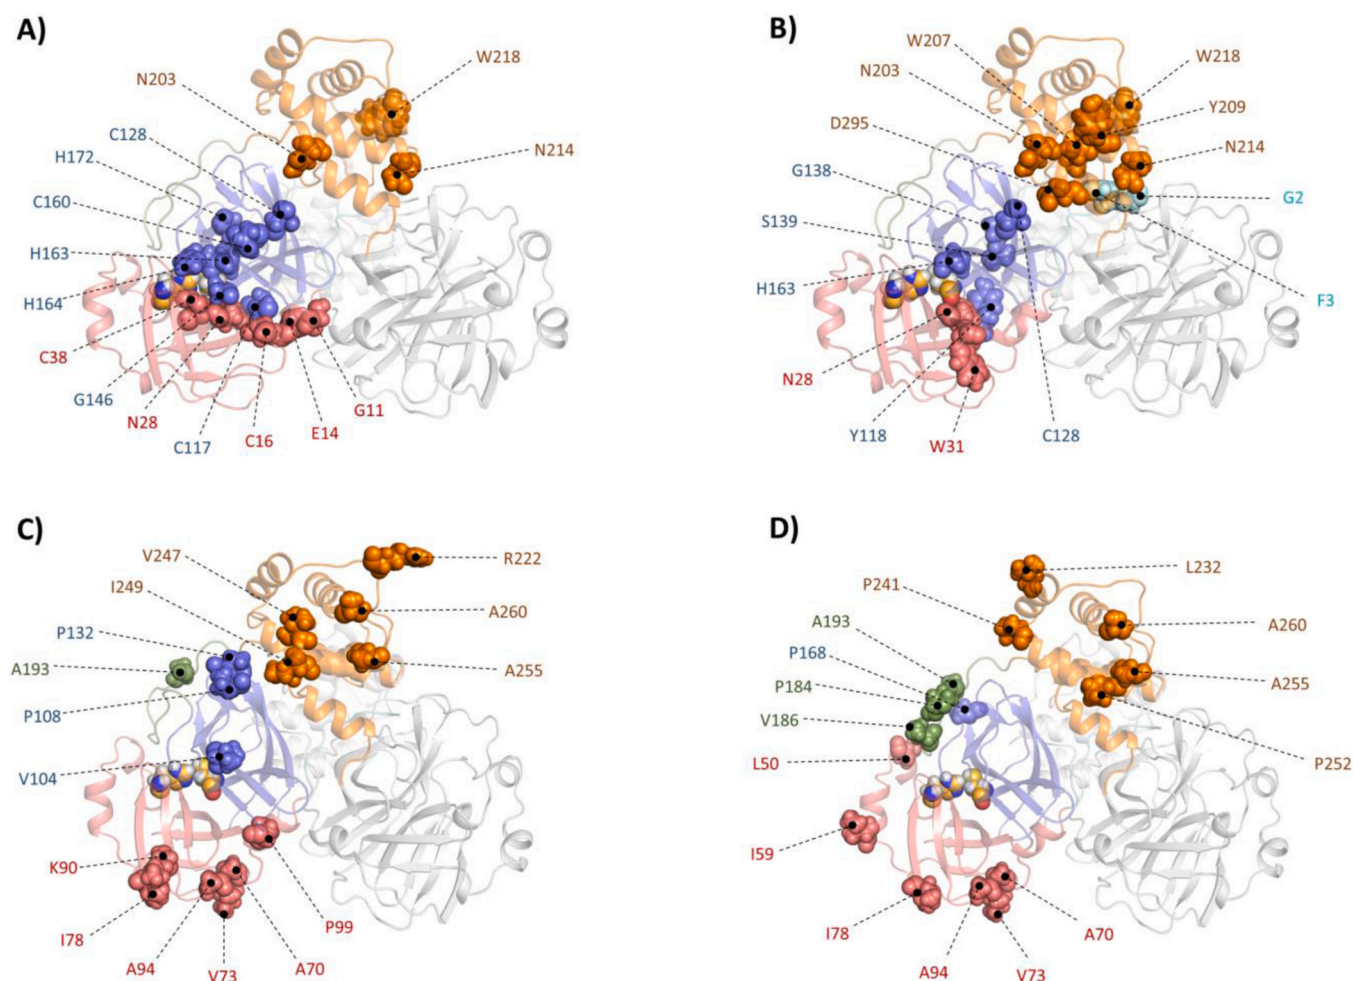 A)
N203
W218
C128
H172
N214
C160
H163
H164
C38
G146
N28
C117
C16
E14
G11
B)
W207
N203
W218
D295
Y209
G138
N214
S139
G2
H163
F3
N28
Y118
W31
C128
C)
V247
R222
I249
A260
P132
A193
A255
P108
V104
K90
I78
P99
A94
V73
A70
D)
P241
L232
A193
A260
P168
P184
A255
V186
L50
P252
I59
I78
A70
A94
V73